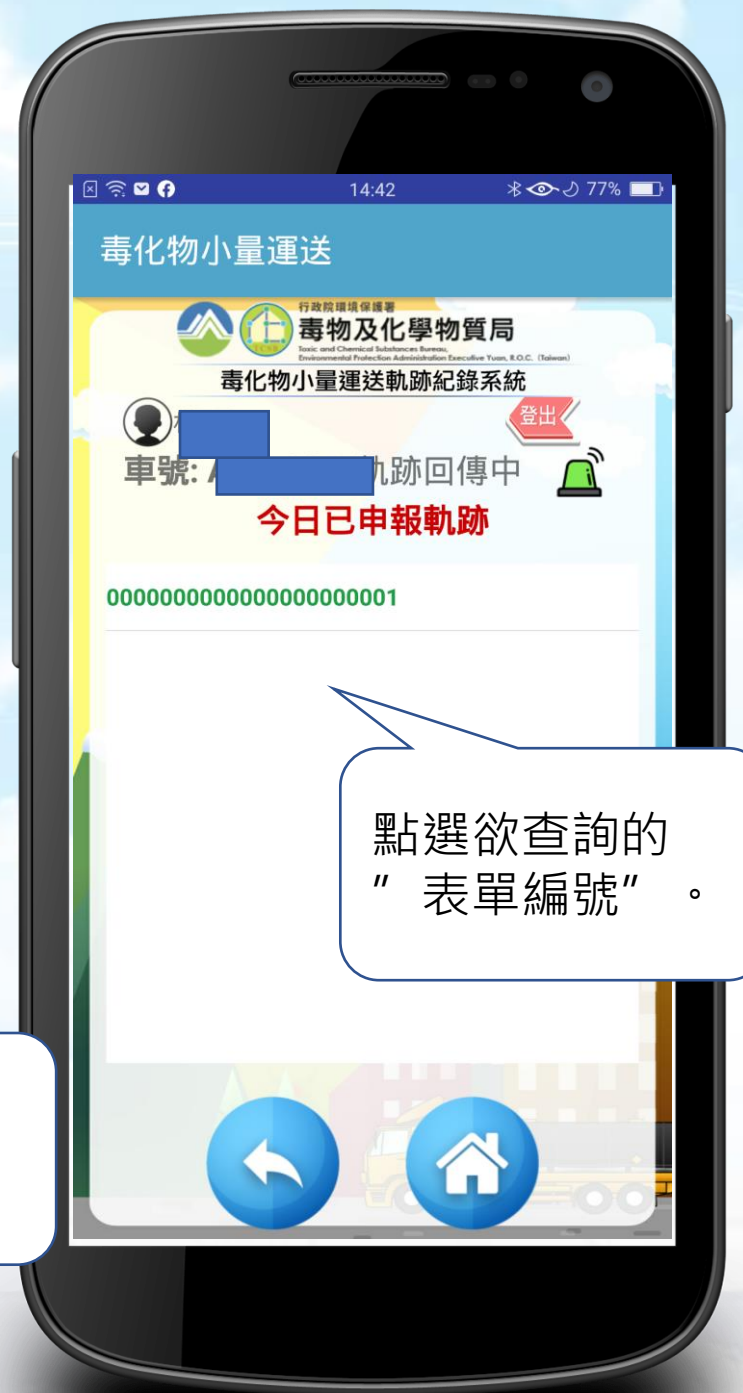 14:42
77%
毒化物小量運送
行政院環境保護署
毒物及化學物質局
Toxic and Chemical Substances Bureau,
Environmental Protection Administration Executive Yuan, R.O.C. (Taiwan)
毒化物小量運送軌跡紀錄系統
登出
車號: A 軌跡回傳中
今日已申報軌跡
0000000000000000000000001
點選欲查詢的
”表單編號”。